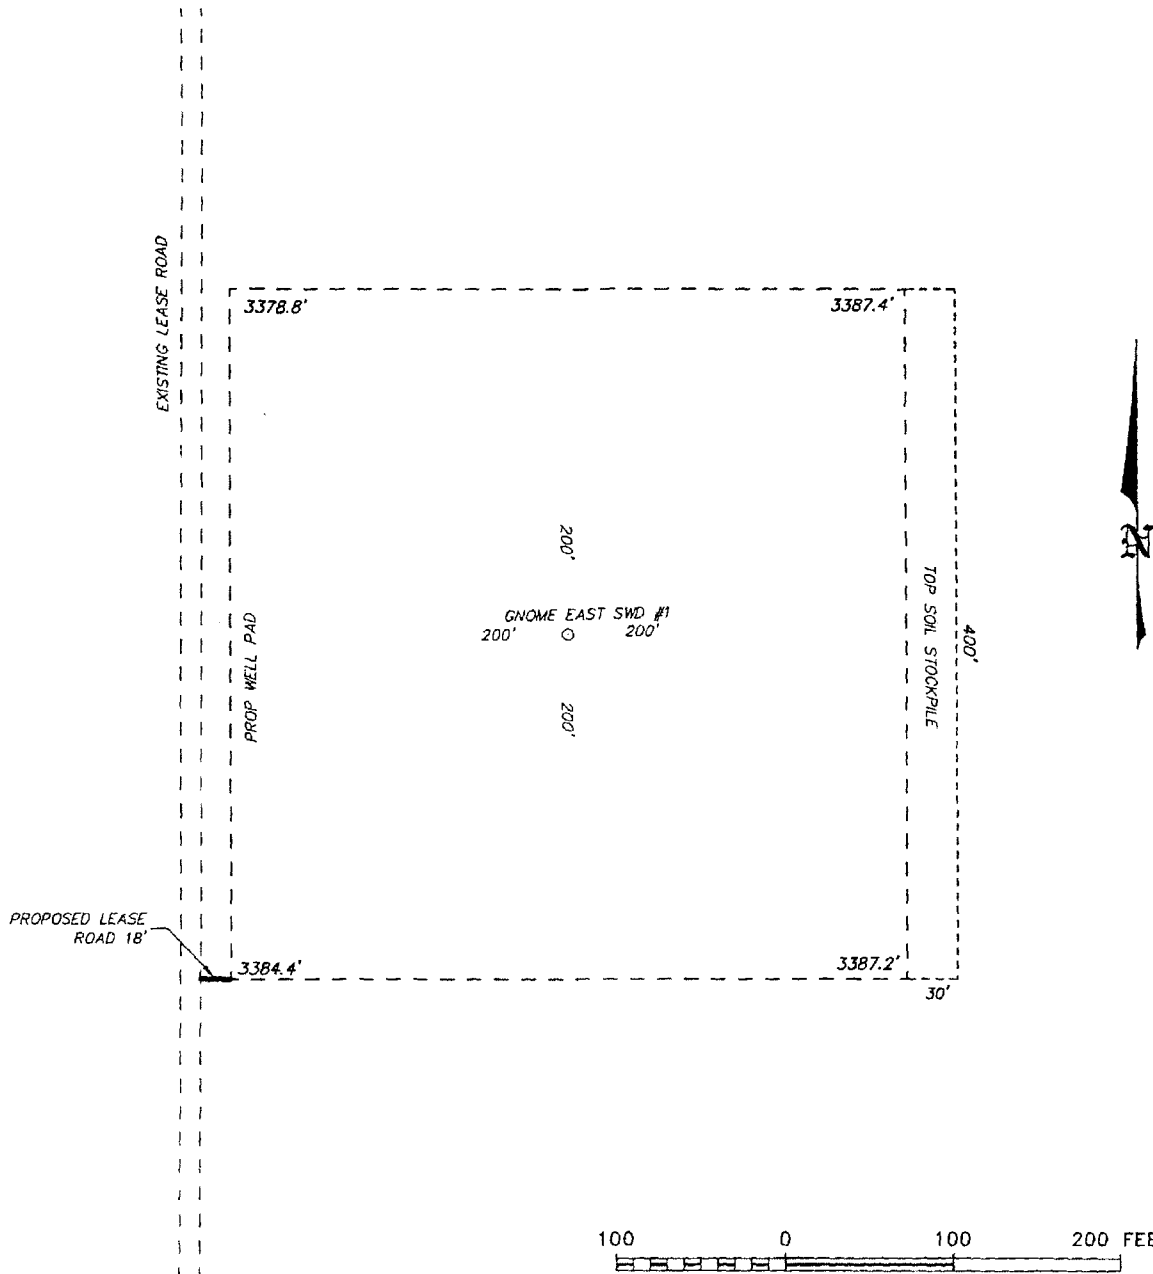 EXISTING LEASE ROAD
3378.8'
3387.4'
200'
GNOME EAST SWD #1
200'
200'
200'
PROP WELL PAD
TOP SOIL STOCKPILE
400'
PROPOSED LEASE
ROAD 18'
3384.4'
3387.2'
30'
100 0 100 200 FEE
N